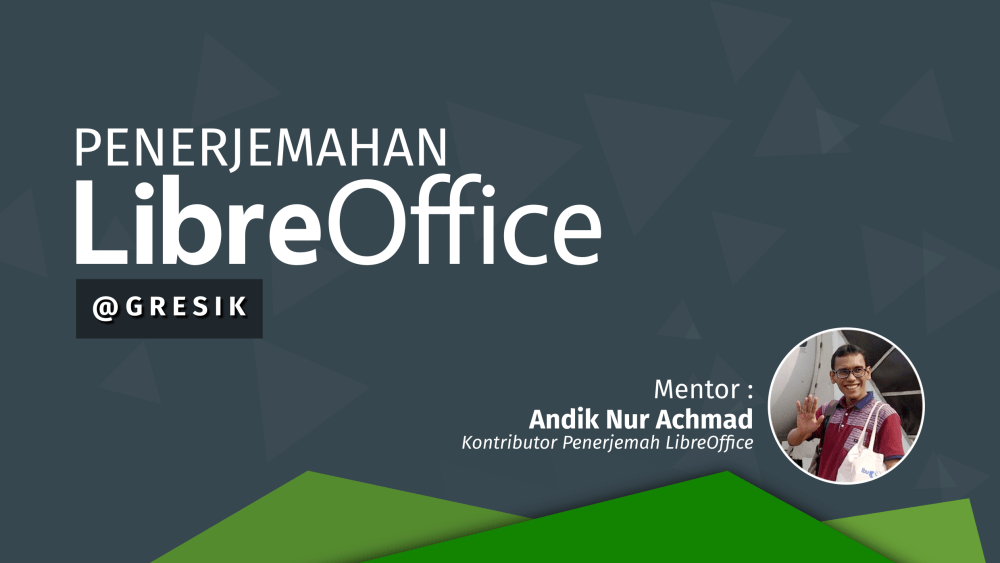 PENERJEMAHAN
LibreOffice
@GRESIK
Mentor :
Andik Nur Achmad
Kontributor Penerjemah LibreOffice